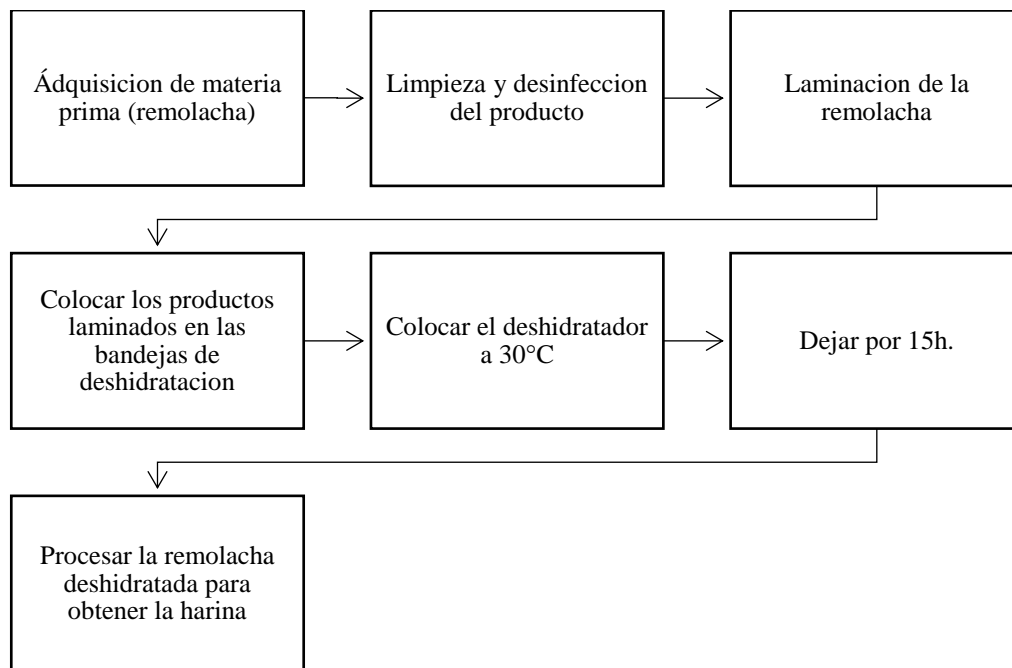 Ádquisicion de materia
prima (remolacha)
Limpieza y desinfeccion
del producto
Laminacion de la
remolacha
Colocar los productos
laminados en las
bandejas de
deshidratacion
Colocar el deshidratador
a 30°C
Dejar por 15h.
Procesar la remolacha
deshidratada para
obtener la harina